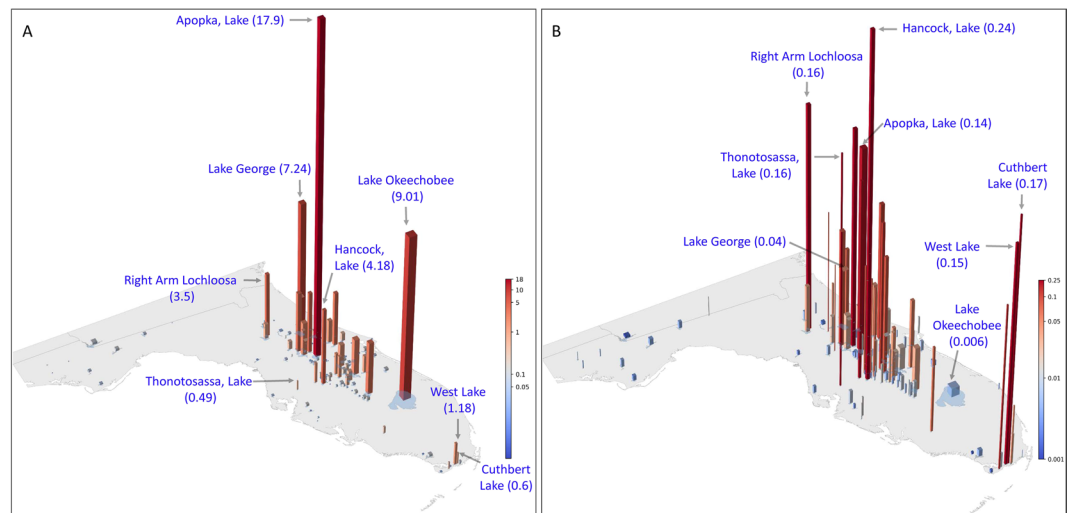 A
Apopka, Lake (17.9)
Lake George (7.24)
Lake Okeechobee
(9.01)
Hancock,
Lake (4.18)
Right Arm Lochloosa
(3.5)
Thonotosassa, Lake
(0.49)
West Lake
(1.18)
Cuthbert
Lake (0.6)
18
10
5
1
0.1
0.05
B
Hancock, Lake (0.24)
Right Arm Lochloosa
(0.16)
Apopka, Lake (0.14)
Thonotosassa,
Lake (0.16)
Cuthbert
Lake (0.17)
Lake George (0.04)
West Lake
(0.15)
Lake
Okeechobee
(0.006)
0.25
0.1
0.05
0.01
0.001